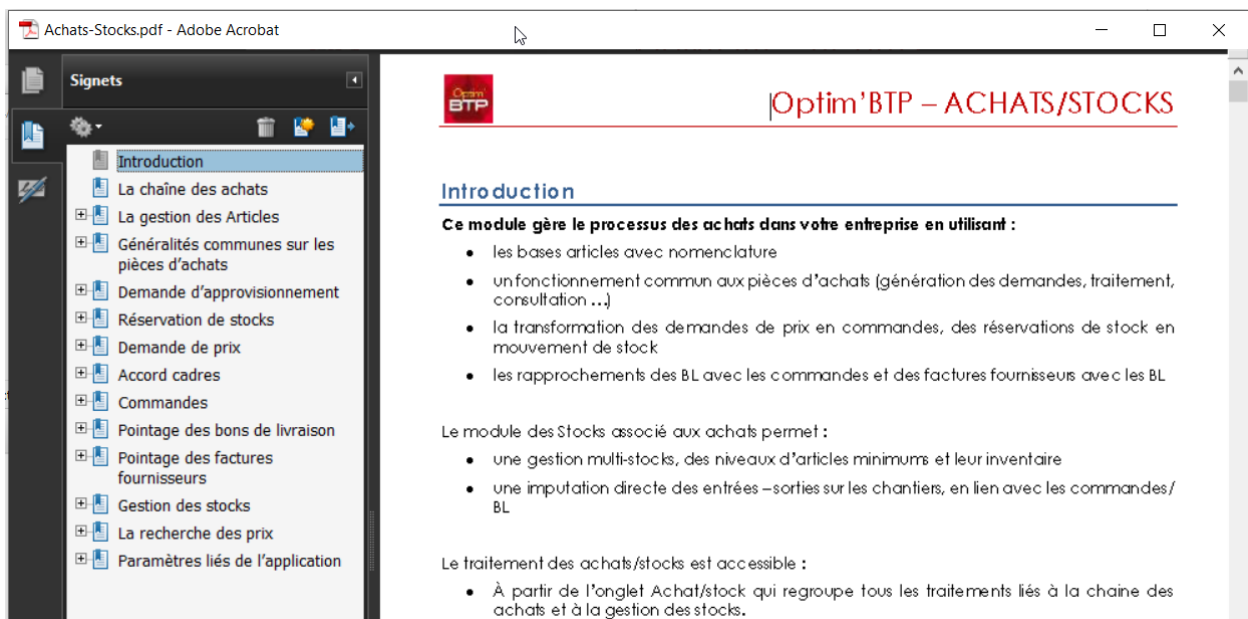 Achats-Stocks.pdf - Adobe Acrobat
Signets
Introduction
La chaîne des achats
La gestion des Articles
Généralités communes sur les
pièces d'achats
Demande d'approvisionnement
Réservation de stocks
Demande de prix
Accord cadres
Commandes
Pointage des bons de livraison
Pointage des factures
fournisseurs
Gestion des stocks
La recherche des prix
Paramètres liés de l'application
Optim'
BTP
Optim'BTP – ACHATS/STOCKS
Introduction
Ce module gère le processus des achats dans votre entreprise en utilisant :
• les bases articles avec nomenclature
• un fonctionnement commun aux pièces d'achats (génération des demandes, traitement,
consultation ...)
• la transformation des demandes de prix en commandes, des réservations de stock en
mouvement de stock
• les rapprochements des BL avec les commandes et des factures fournisseurs avec les BL
Le module des Stocks associé aux achats permet :
• une gestion multi-stocks, des niveaux d'articles minimums et leur inventaire
• une imputation directe des entrées –sorties sur les chantiers, en lien avec les commandes/
BL
Le traitement des achats/stocks est accessible :
• À partir de l'onglet Achat/stock qui regroupe tous les traitements liés à la chaine des
achats et à la gestion des stocks.